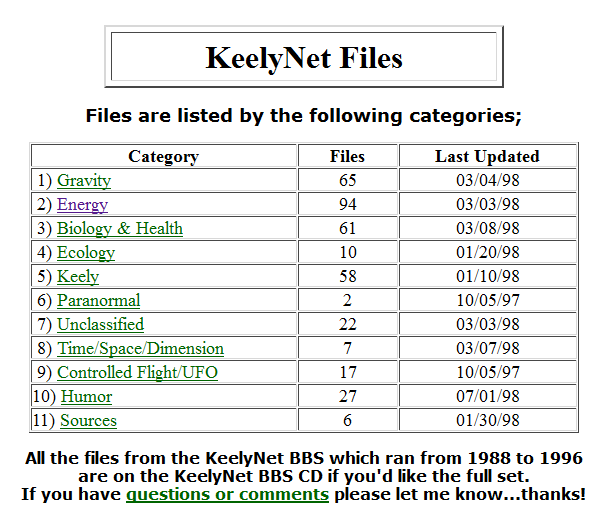 KeelyNet Files
Files are listed by the following categories;
Category Files Last Updated
1) Gravity 65 03/04/98
2) Energy 94 03/03/98
3) Biology & Health 61 03/08/98
4) Ecology 10 01/20/98
5) Keely 58 01/10/98
6) Paranormal 2 10/05/97
7) Unclassified 22 03/03/98
8) Time/Space/Dimension 7 03/07/98
9) Controlled Flight/UFO 17 10/05/97
10) Humor 27 07/01/98
11) Sources 6 01/30/98
All the files from the KeelyNet BBS which ran from 1988 to 1996
are on the KeelyNet BBS CD if you'd like the full set.
If you have questions or comments please let me know...thanks!